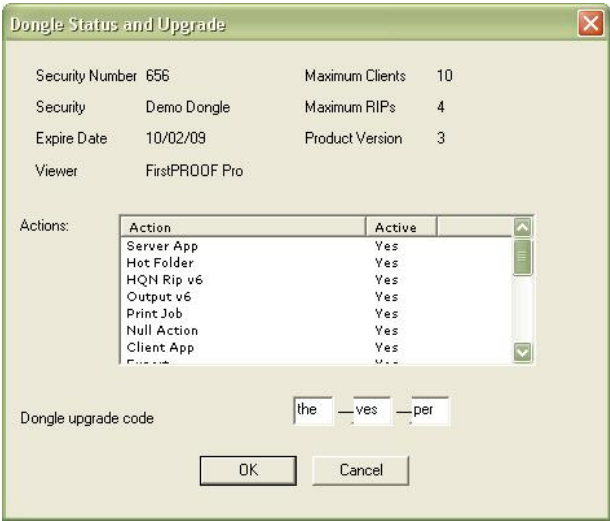 Dongle Status and Upgrade
Security Number 656 Maximum Clients 10
Security Demo Dongle Maximum RIPs 4
Expire Date 10/02/09 Product Version 3
Viewer FirstPROOF Pro
Actions:
Action Active
Server App Yes
Hot Folder Yes
HQN Rip v6 Yes
Output v6 Yes
Print Job Yes
Null Action Yes
Client App Yes
Dongle upgrade code the — ves — per
OK Cancel